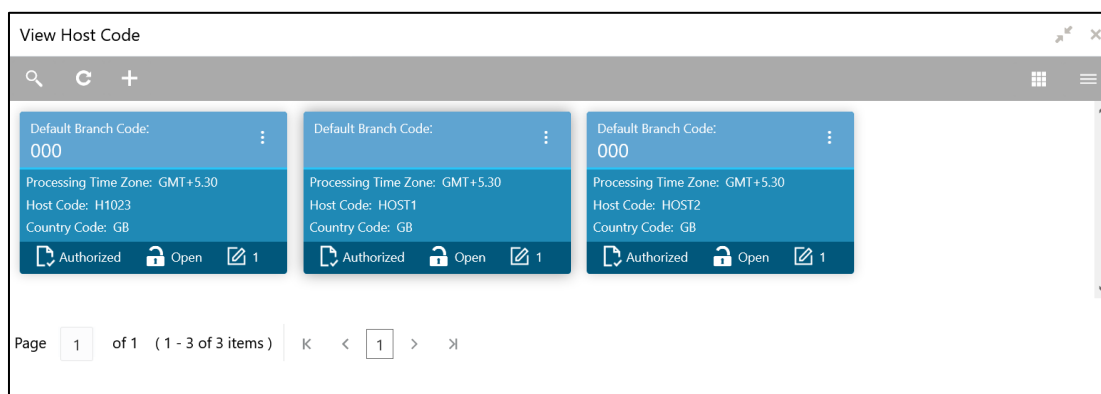 View Host Code
Default Branch Code:
000
Processing Time Zone: GMT+5.30
Host Code: H1023
Country Code: GB
Authorized Open 1
Default Branch Code:
Processing Time Zone: GMT+5.30
Host Code: HOST1
Country Code: GB
Authorized Open 1
Default Branch Code:
000
Processing Time Zone: GMT+5.30
Host Code: HOST2
Country Code: GB
Authorized Open 1
Page 1 of 1 ( 1 - 3 of 3 items ) 1